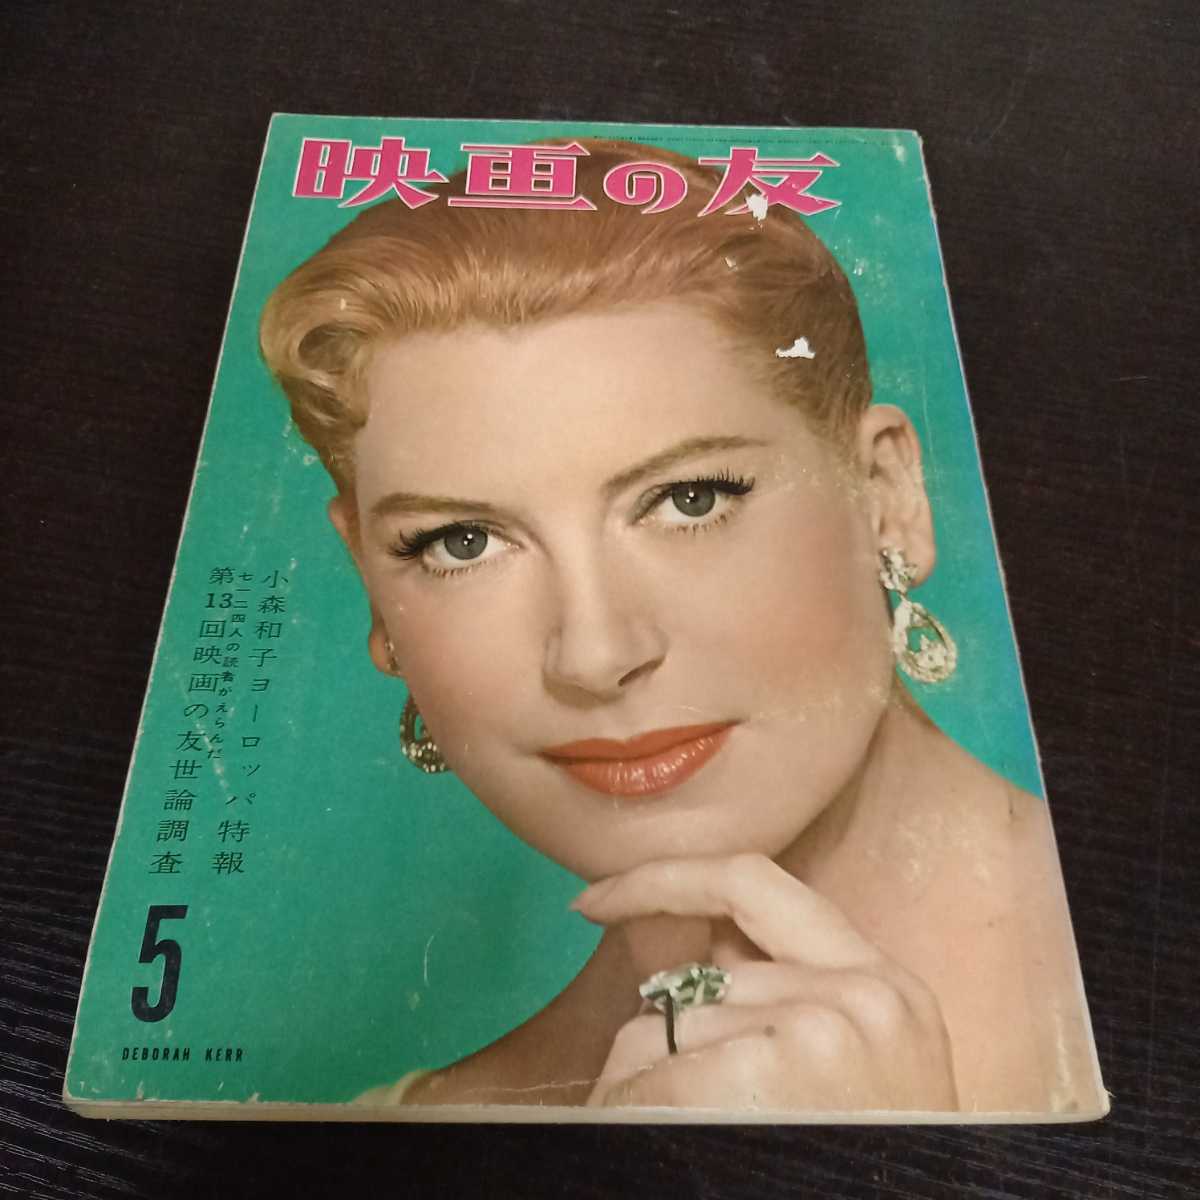 映画の友
小森和子ヨーロッパ特報
七一二四人の読者がえらんだ
第13回映画の友世論調査
5
DEBORAH KERR